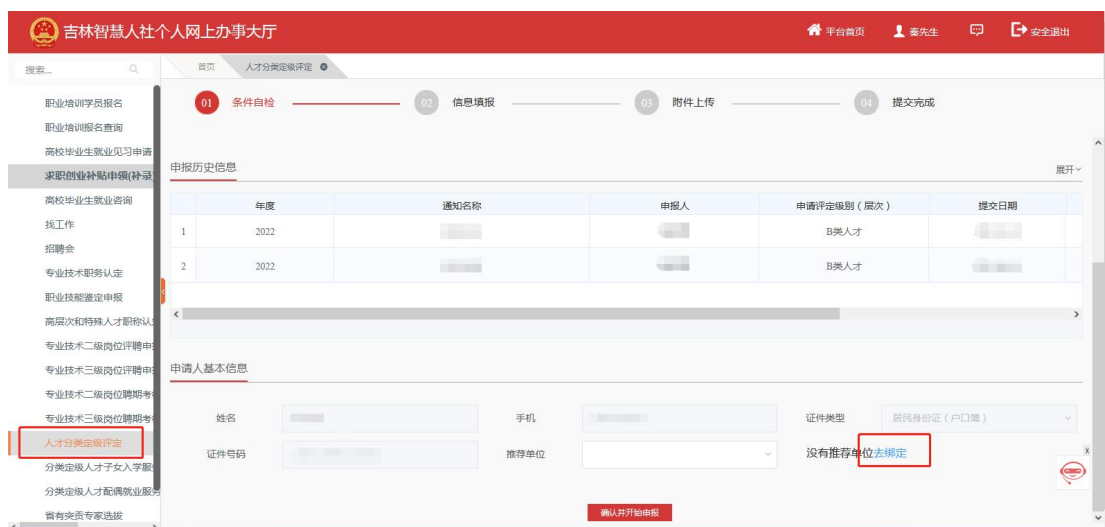 吉林智慧人社个人网上办事大厅
平台首页
秦先生
安全退出
搜索...
首页
人才分类定级评定
职业培训学员报名
职业培训报名查询
高校毕业生就业见习申请
求职创业补贴申领(补录
高校毕业生就业咨询
找工作
招聘会
专业技术职务认定
职业技能鉴定申报
高层次和特殊人才职称认
专业技术二级岗位评聘申
专业技术三级岗位评聘申
专业技术二级岗位聘期考
专业技术三级岗位聘期考
人才分类定级评定
分类定级人才子女入学服
分类定级人才配偶就业服务
省有突贡专家选拔
01 条件自检
02 信息填报
03 附件上传
04 提交完成
申报历史信息
展开
年度 通知名称 申报人 申请评定级别（层次） 提交日期
1 2022 B类人才
2 2022 B类人才
申请人基本信息
姓名 手机 证件类型 居民身份证（户口簿）
证件号码 推荐单位 没有推荐单位去绑定
x
确认并开始申报